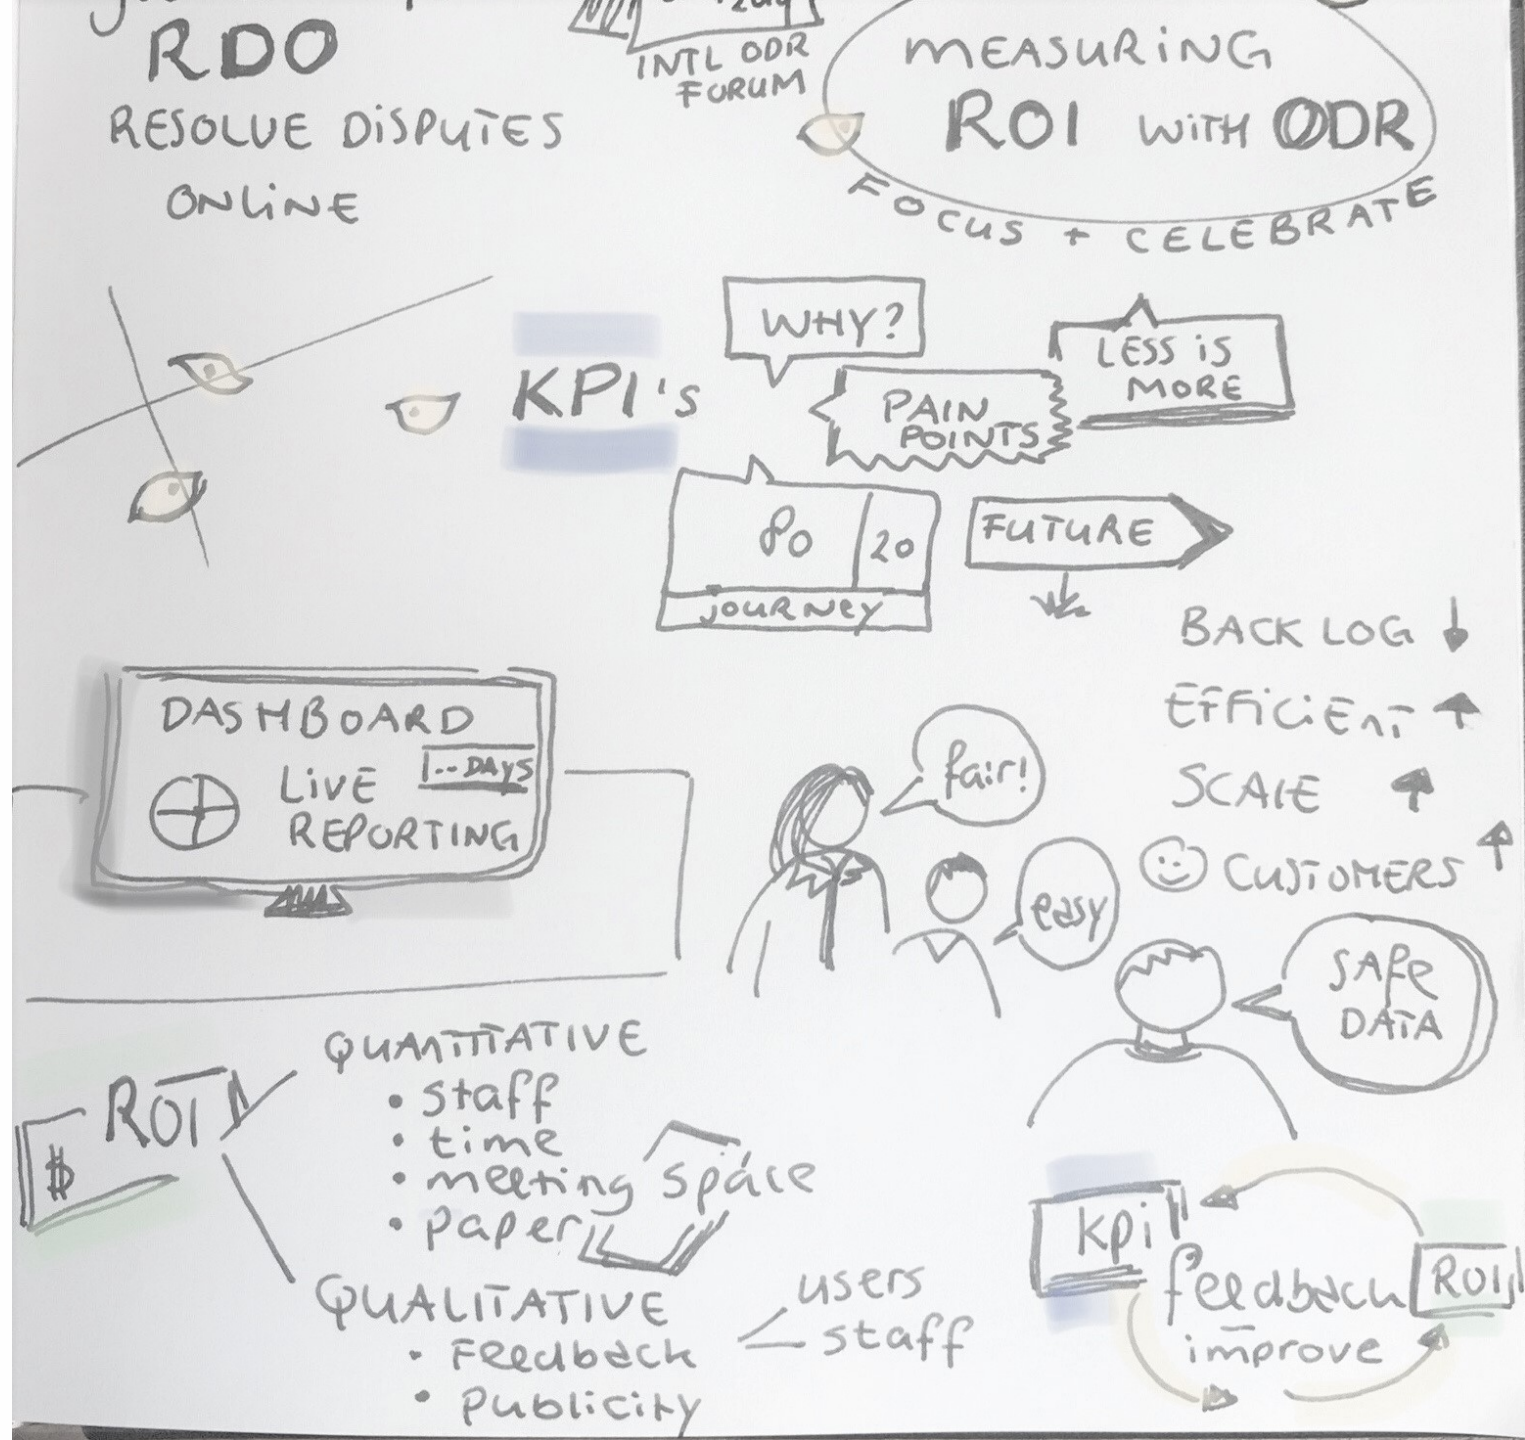 RDO
RESOLVE DISPUTES
ONLINE
INTL ODR
FORUM
MEASURING
ROI WITH ODR
FOCUS + CELEBRATE
KPI's
WHY?
PAIN
POINTS
LESS IS
MORE
80 20
JOURNEY
FUTURE
BACK LOG
EFFICIENT
SCALE
CUSTOMERS
DASHBOARD
1..DAYS
LIVE
REPORTING
fair!
easy
SAFE
DATA
$ ROI
QUANTITATIVE
• staff
• time
• meeting space
• paper
QUALITATIVE
• Feedback
• Publicity
users
staff
kpi
feedback
improve
ROI